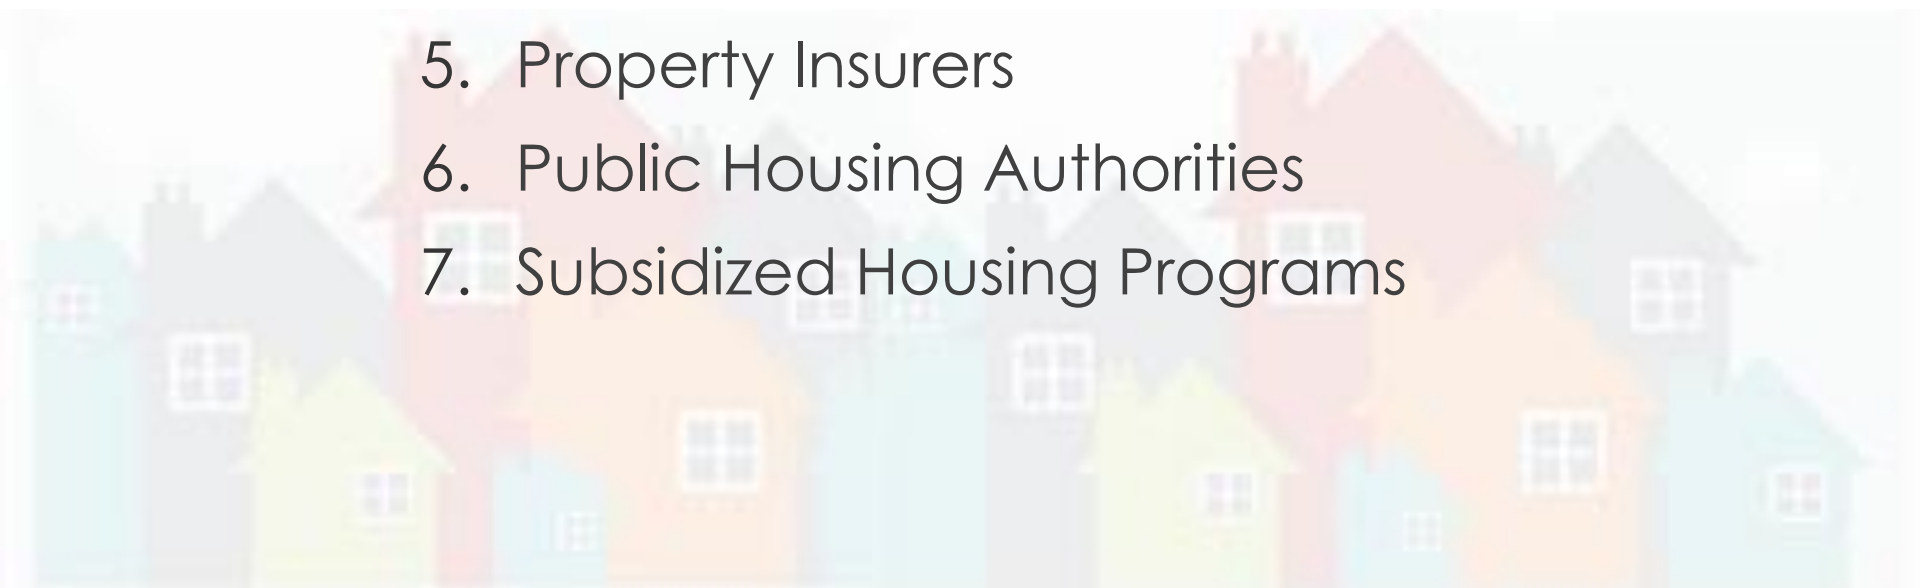 5. Property Insurers
6. Public Housing Authorities
7. Subsidized Housing Programs